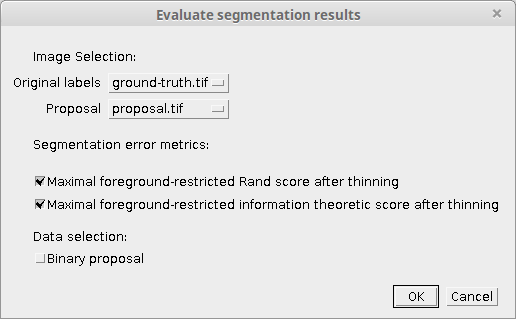 Evaluate segmentation results
Image Selection:
Original labels ground-truth.tif
Proposal proposal.tif
Segmentation error metrics:
Maximal foreground-restricted Rand score after thinning
Maximal foreground-restricted information theoretic score after thinning
Data selection:
Binary proposal
OK Cancel